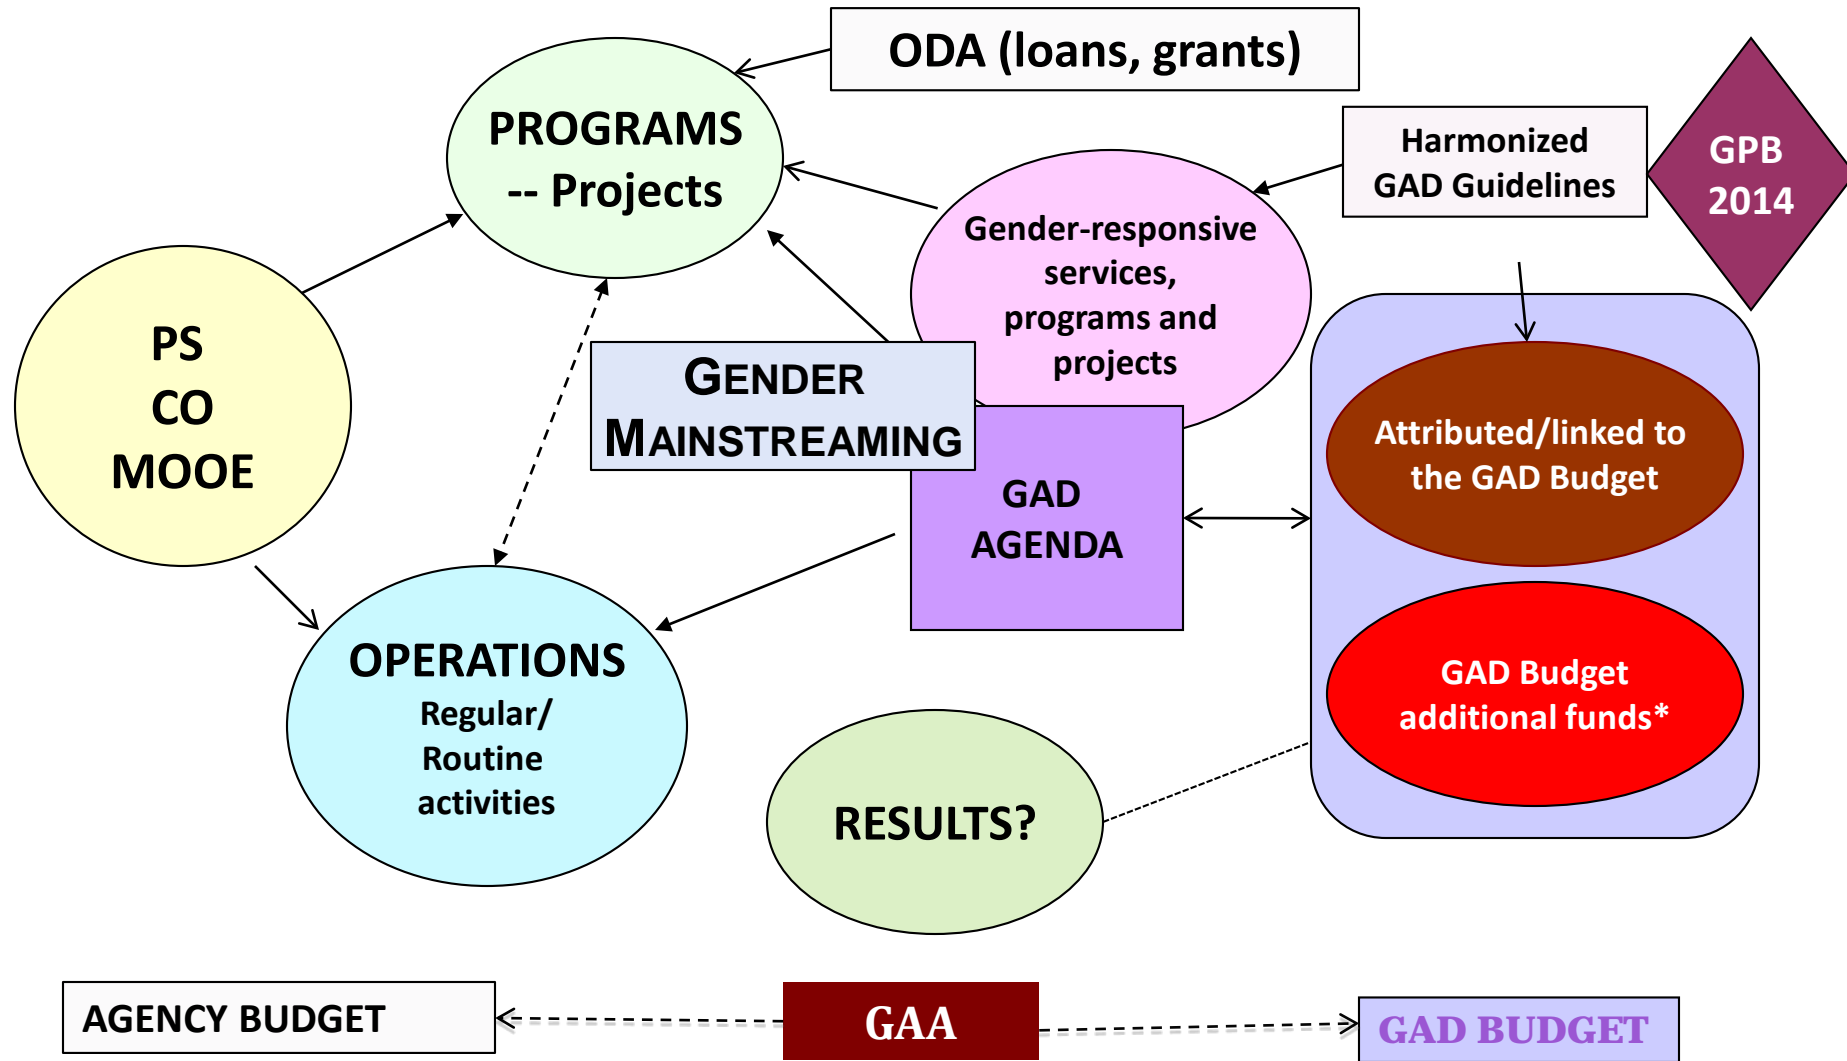 ODA (loans, grants)
PROGRAMS
-- Projects
Harmonized
GAD Guidelines
GPB
2014
Gender-responsive
services,
programs and
projects
PS
CO
MOOE
GENDER
MAINSTREAMING
Attributed/linked to
the GAD Budget
GAD
AGENDA
OPERATIONS
Regular/
Routine
activities
GAD Budget
additional funds*
RESULTS?
AGENCY BUDGET
GAA
GAD BUDGET